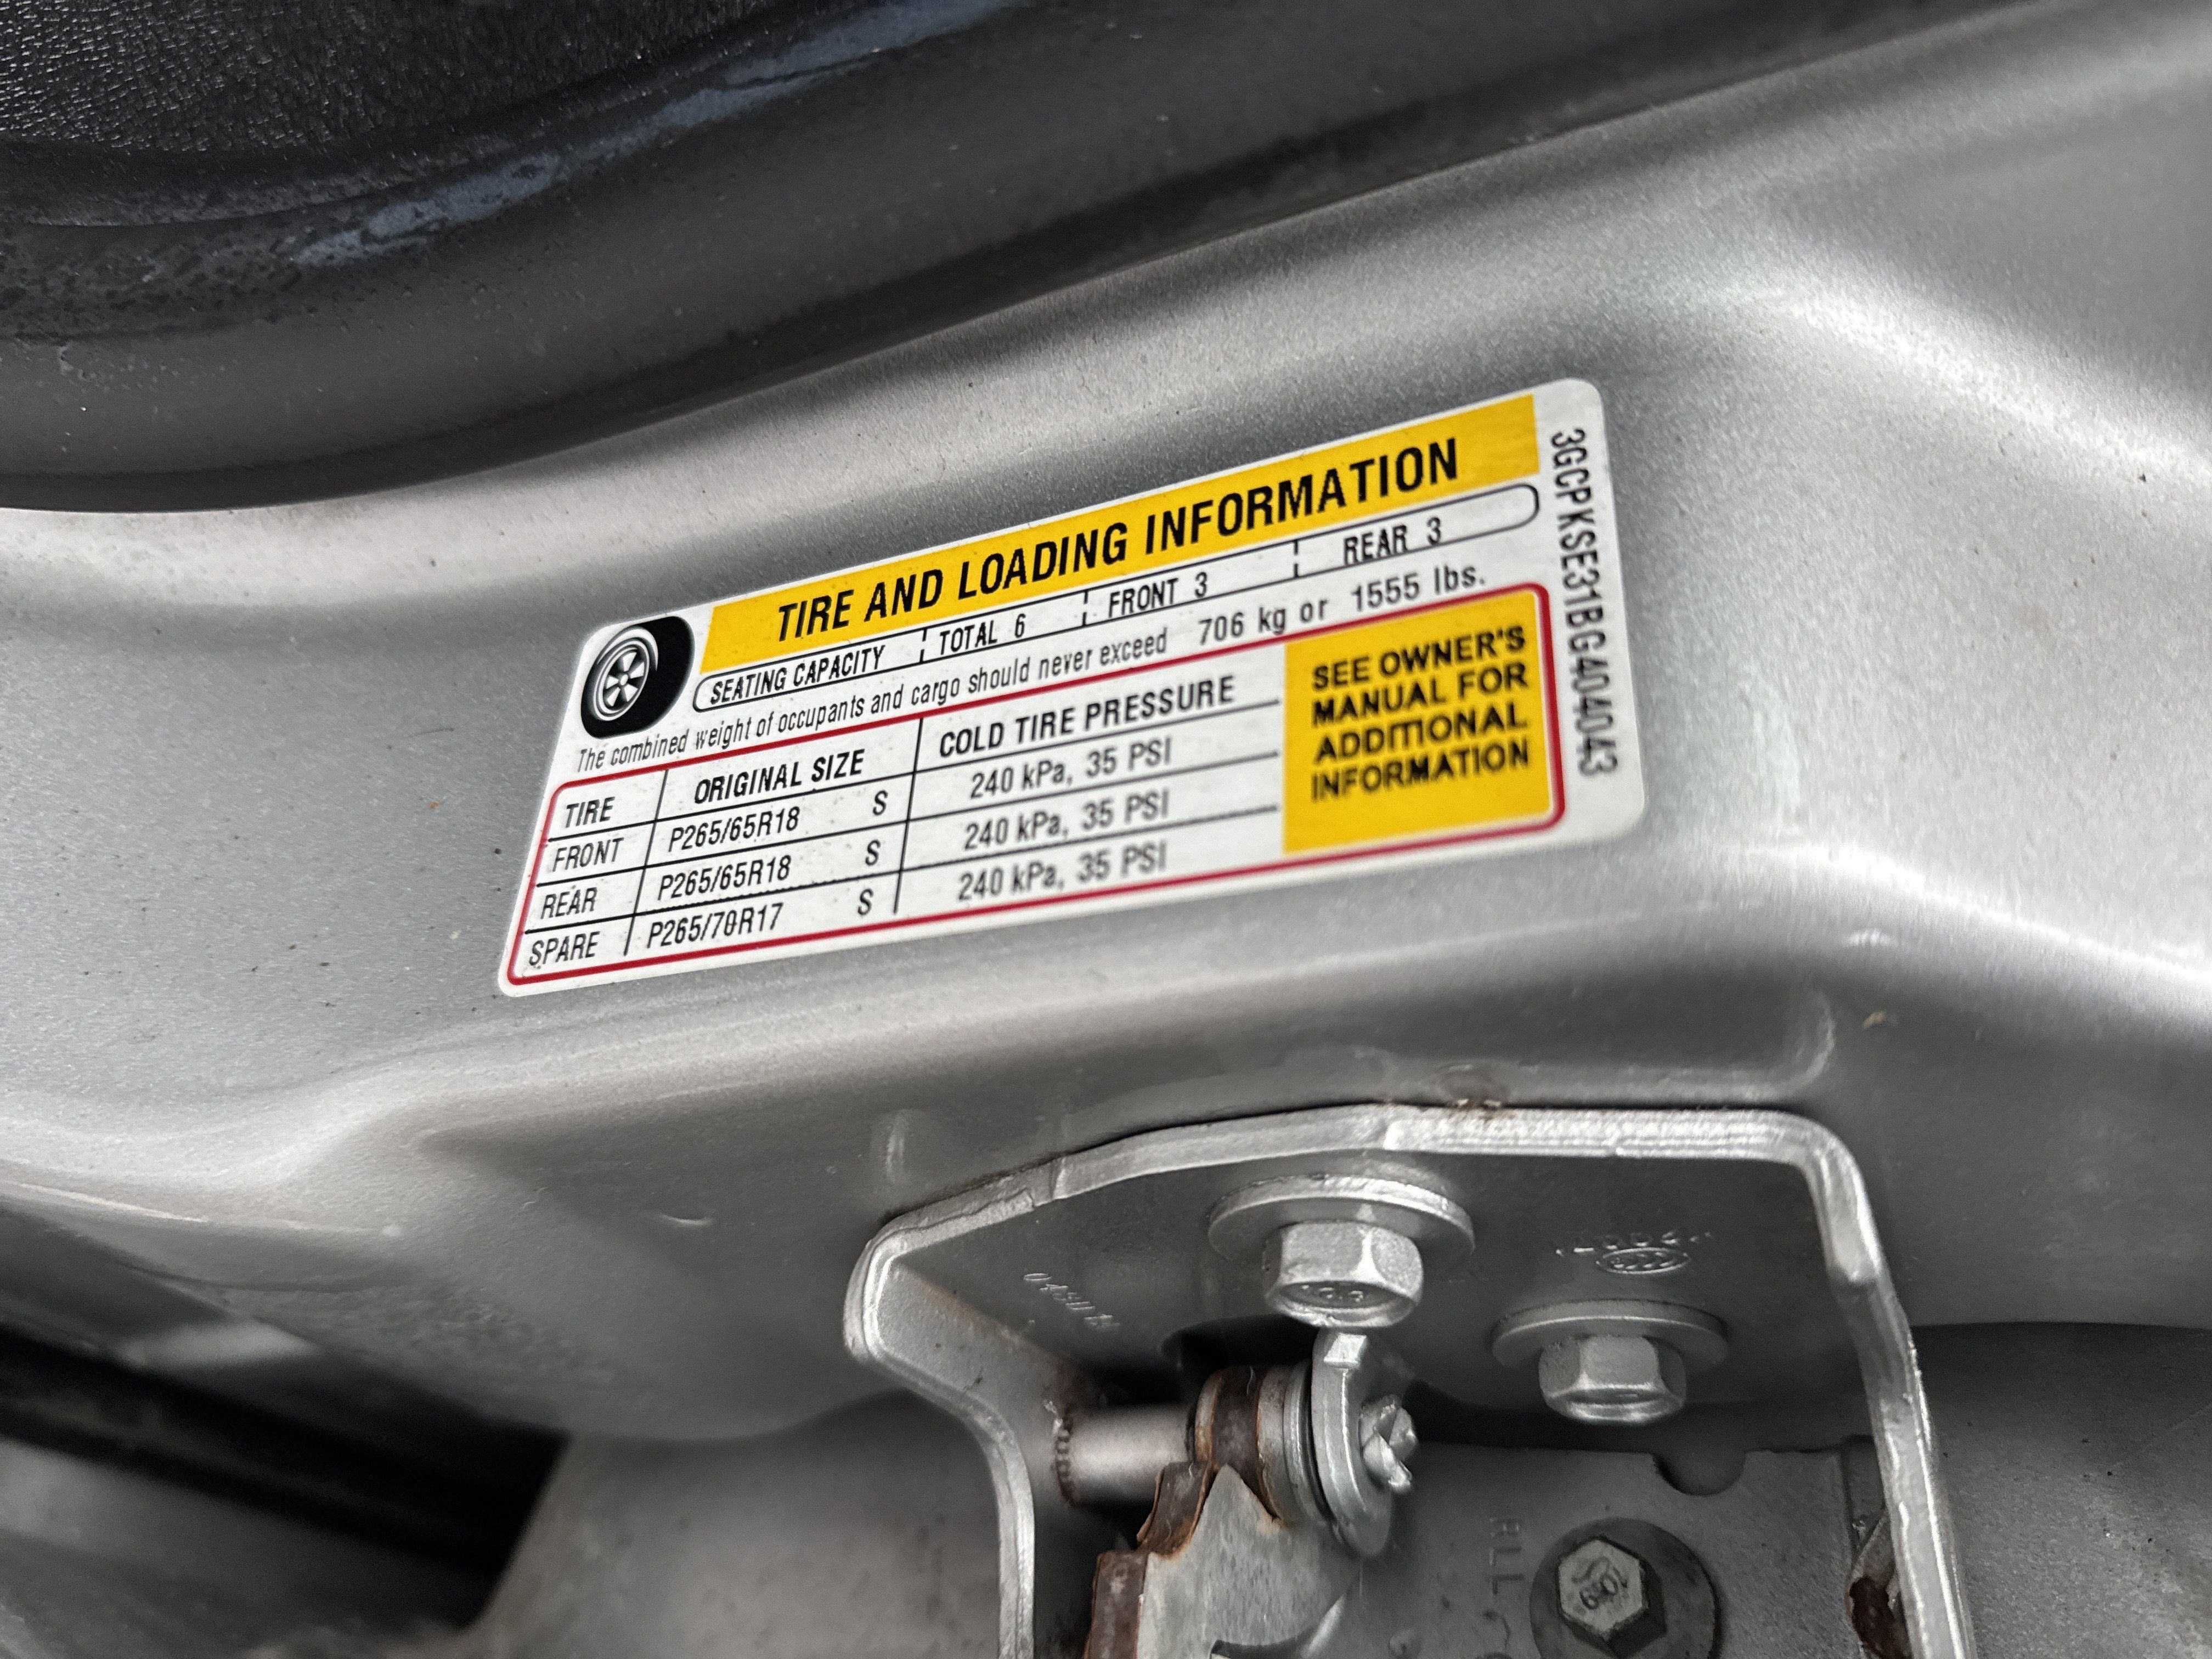 TIRE AND LOADING INFORMATION
SEATING CAPACITY TOTAL 6 FRONT 3 REAR 3
The combined weight of occupants and cargo should never exceed 706 kg or 1555 lbs.
TIRE ORIGINAL SIZE COLD TIRE PRESSURE
FRONT P265/65R18 S 240 kPa, 35 PSI
REAR P265/65R18 S 240 kPa, 35 PSI
SPARE P265/70R17 S 240 kPa, 35 PSI
SEE OWNER'S
MANUAL FOR
ADDITIONAL
INFORMATION
3GCPKSE31BG404043
10.9
RLL